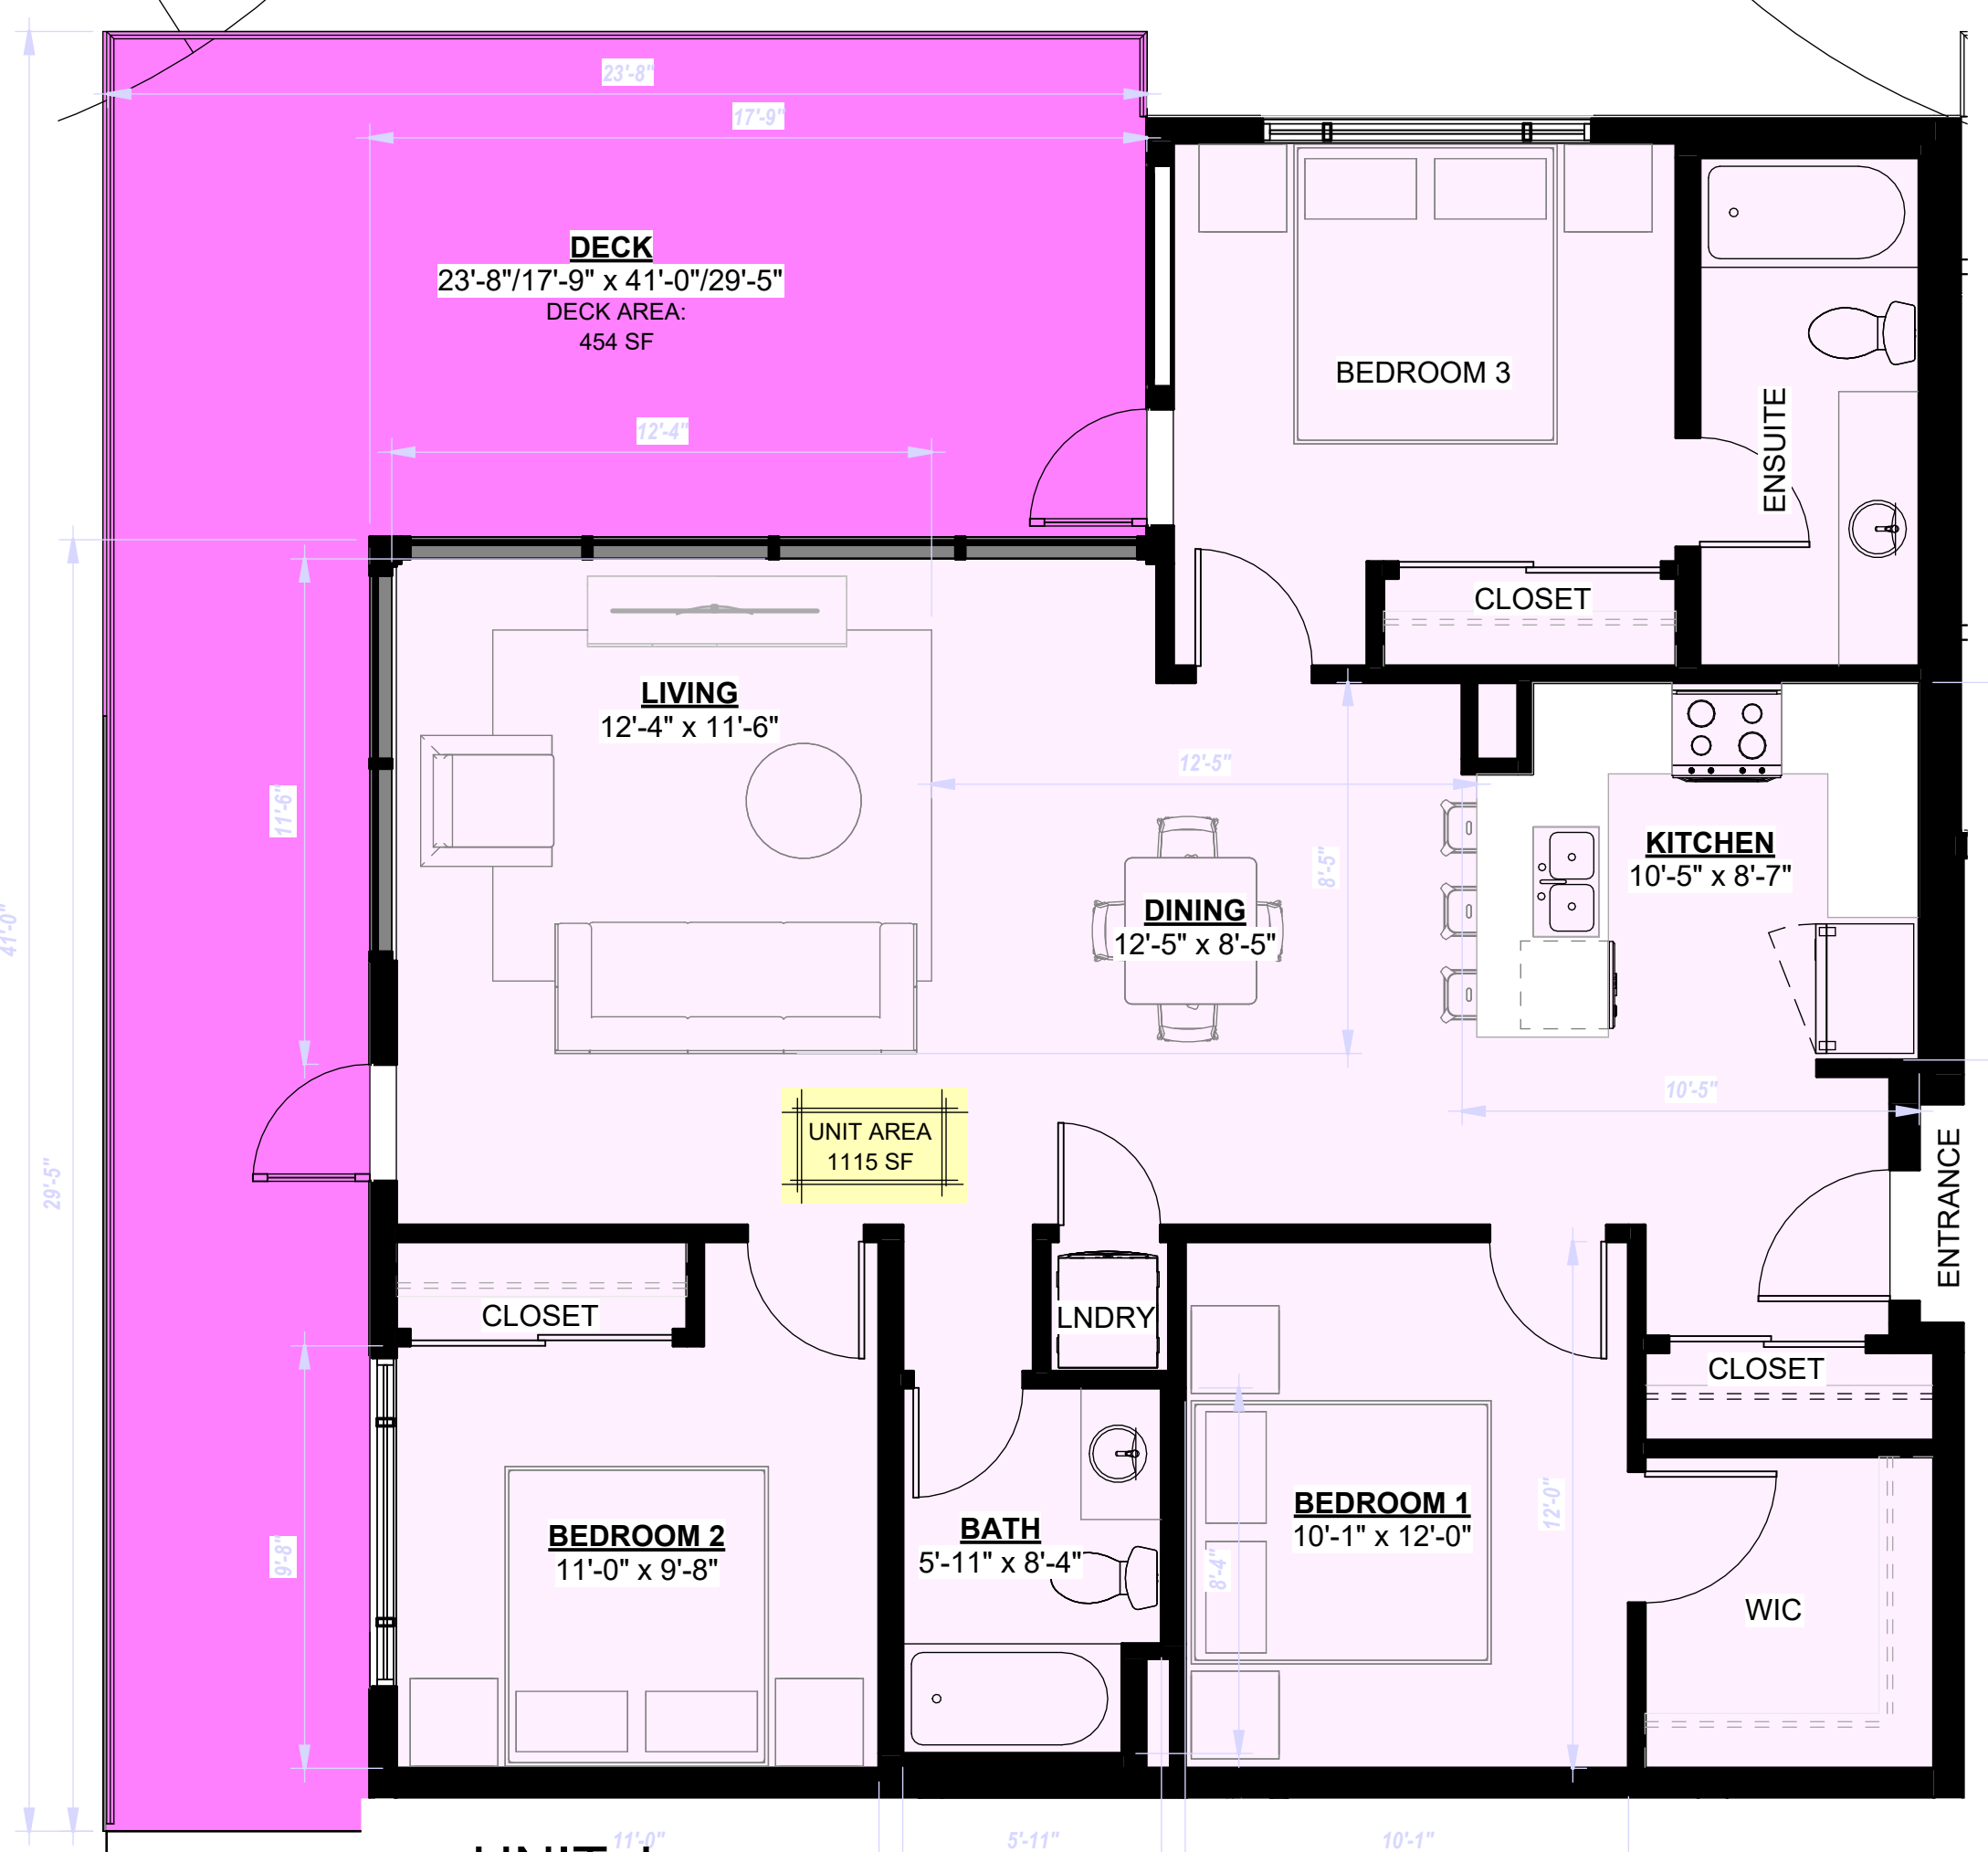 23'-8"
17'-9"
DECK
23'-8"/17'-9" x 41'-0"/29'-5"
DECK AREA:
454 SF
BEDROOM 3
ENSUITE
12'-4"
CLOSET
LIVING
12'-4" x 11'-6"
12'-5"
11'-6"
8'-5"
KITCHEN
10'-5" x 8'-7"
DINING
12'-5" x 8'-5"
41'-0"
10'-5"
UNIT AREA
1115 SF
29'-5"
ENTRANCE
CLOSET
LNDRY
CLOSET
9'-8"
BEDROOM 2
11'-0" x 9'-8"
BATH
5'-11" x 8'-4"
8'-4"
BEDROOM 1
10'-1" x 12'-0"
12'-0"
WIC
11'-0"
5'-11"
10'-1"